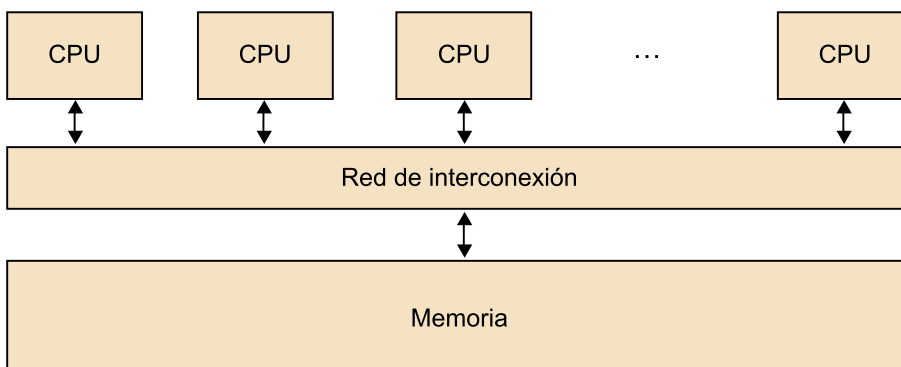 CPU CPU CPU ... CPU
Red de interconexión
Memoria